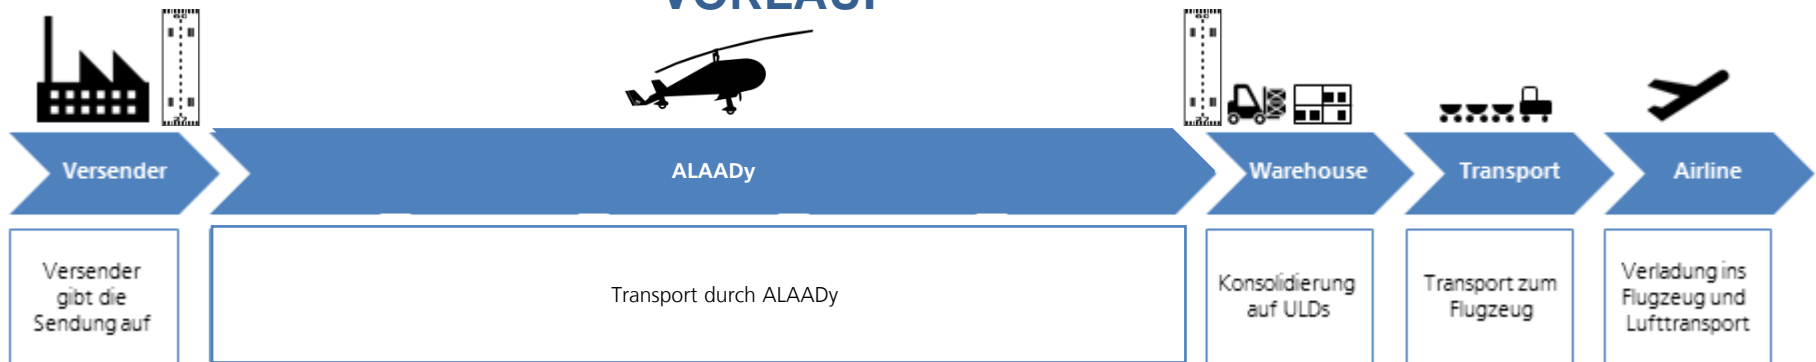 VORLAUF
Versender
ALAADy
Warehouse
Transport
Airline
Versender
gibt die
Sendung auf
Transport durch ALAADy
Konsolidierung
auf ULDs
Transport zum
Flugzeug
Verladung ins
Flugzeug und
Lufttransport